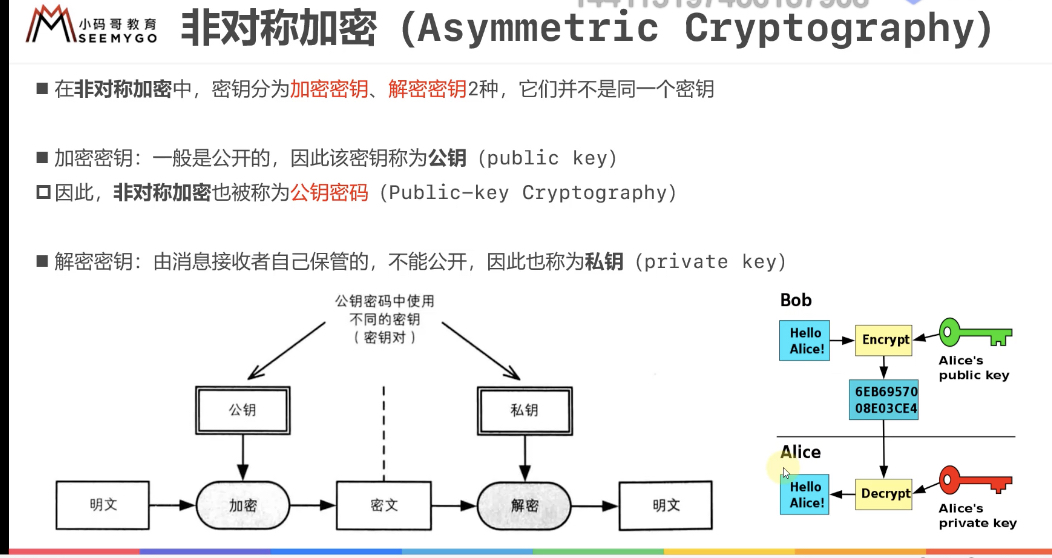 小码哥教育
SEEMYGO
非对称加密 (Asymmetric Cryptography)
■ 在非对称加密中，密钥分为加密密钥、解密密钥2种，它们并不是同一个密钥
■ 加密密钥：一般是公开的，因此该密钥称为公钥（public key）
因此，非对称加密也被称为公钥密码（Public-key Cryptography）
■ 解密密钥：由消息接收者自己保管的，不能公开，因此也称为私钥（private key）
公钥密码中使用
不同的密钥
（密钥对）
公钥
私钥
明文
加密
密文
解密
明文
Bob
Hello
Alice!
Encrypt
Alice's
public key
6EB69570
08E03CE4
Alice
Hello
Alice!
Decrypt
Alice's
private key